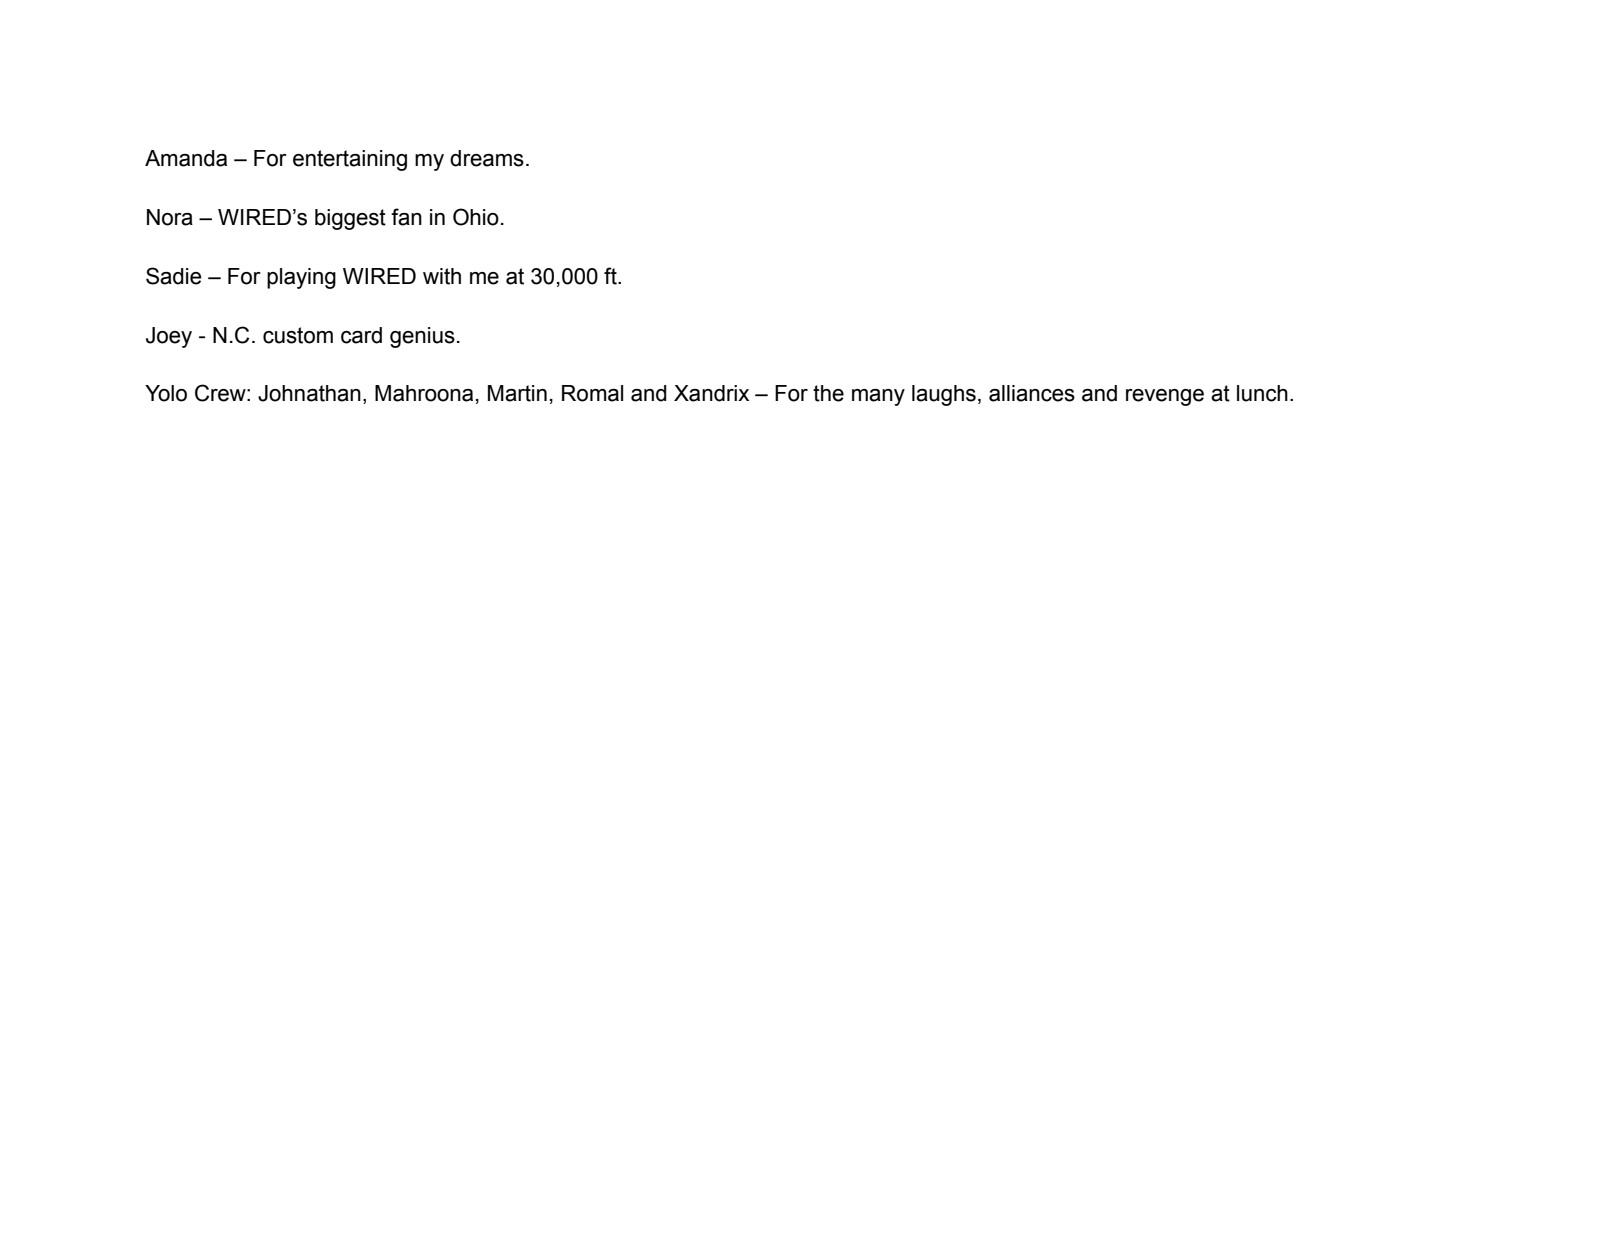 Amanda – For entertaining my dreams.
Nora – WIRED’s biggest fan in Ohio.
Sadie – For playing WIRED with me at 30,000 ft.
Joey - N.C. custom card genius.
Yolo Crew: Johnathan, Mahroona, Martin, Romal and Xandrix – For the many laughs, alliances and revenge at lunch.